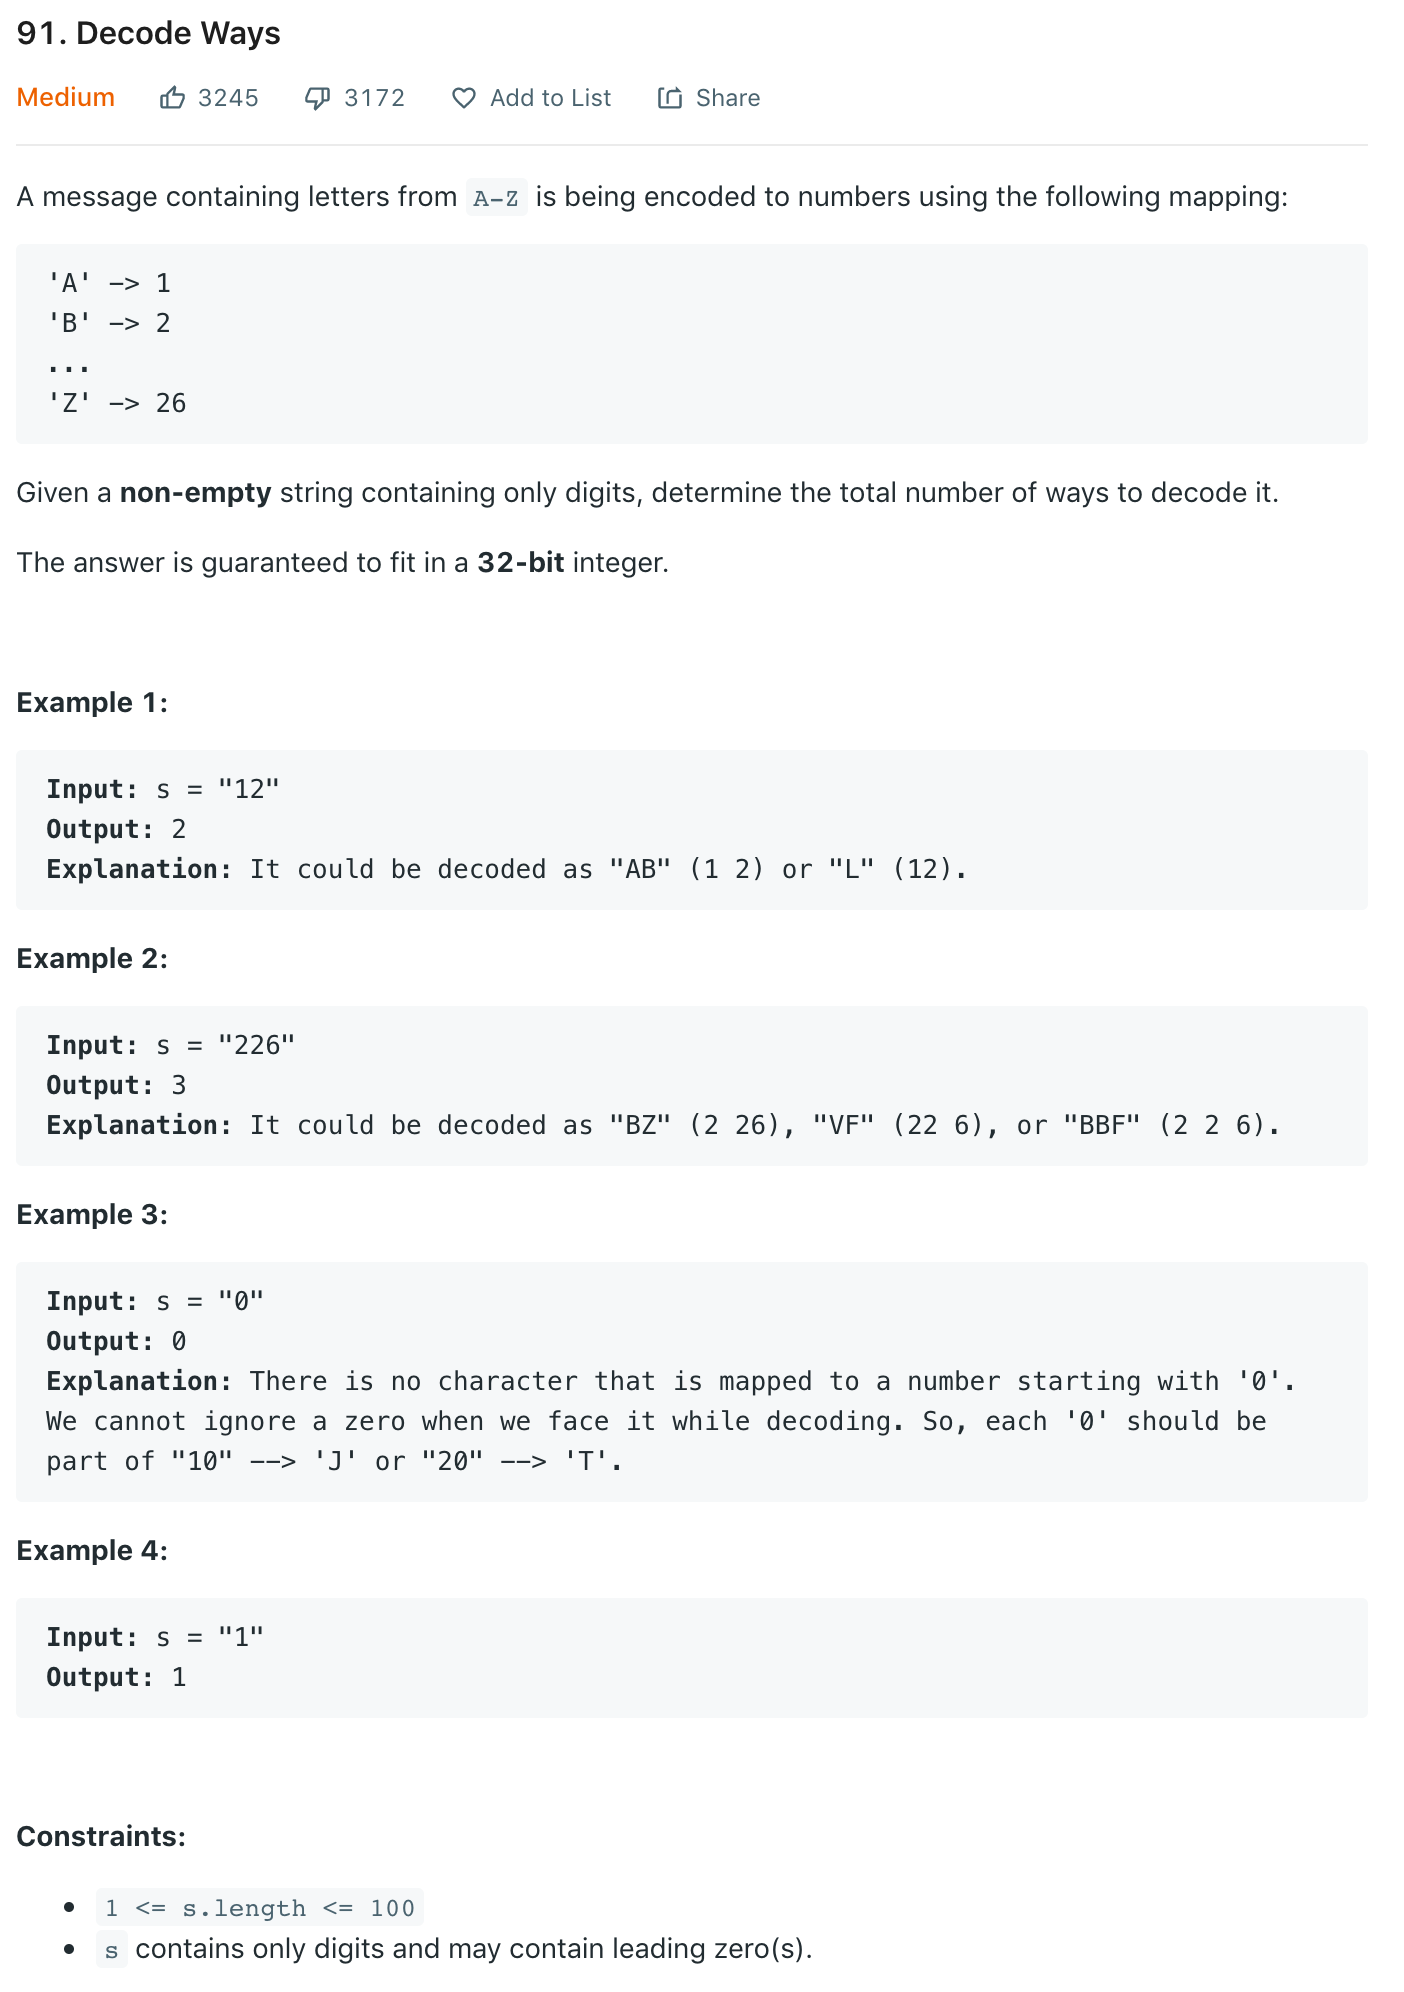 91. Decode Ways
Medium 3245 3172 Add to List Share
A message containing letters from A-Z is being encoded to numbers using the following mapping:
'A' -> 1
'B' -> 2
...
'Z' -> 26
Given a non-empty string containing only digits, determine the total number of ways to decode it.
The answer is guaranteed to fit in a 32-bit integer.
Example 1:
Input: s = "12"
Output: 2
Explanation: It could be decoded as "AB" (1 2) or "L" (12).
Example 2:
Input: s = "226"
Output: 3
Explanation: It could be decoded as "BZ" (2 26), "VF" (22 6), or "BBF" (2 2 6).
Example 3:
Input: s = "0"
Output: 0
Explanation: There is no character that is mapped to a number starting with '0'.
We cannot ignore a zero when we face it while decoding. So, each '0' should be
part of "10" --> 'J' or "20" --> 'T'.
Example 4:
Input: s = "1"
Output: 1
Constraints:
• 1 <= s.length <= 100
• s contains only digits and may contain leading zero(s).